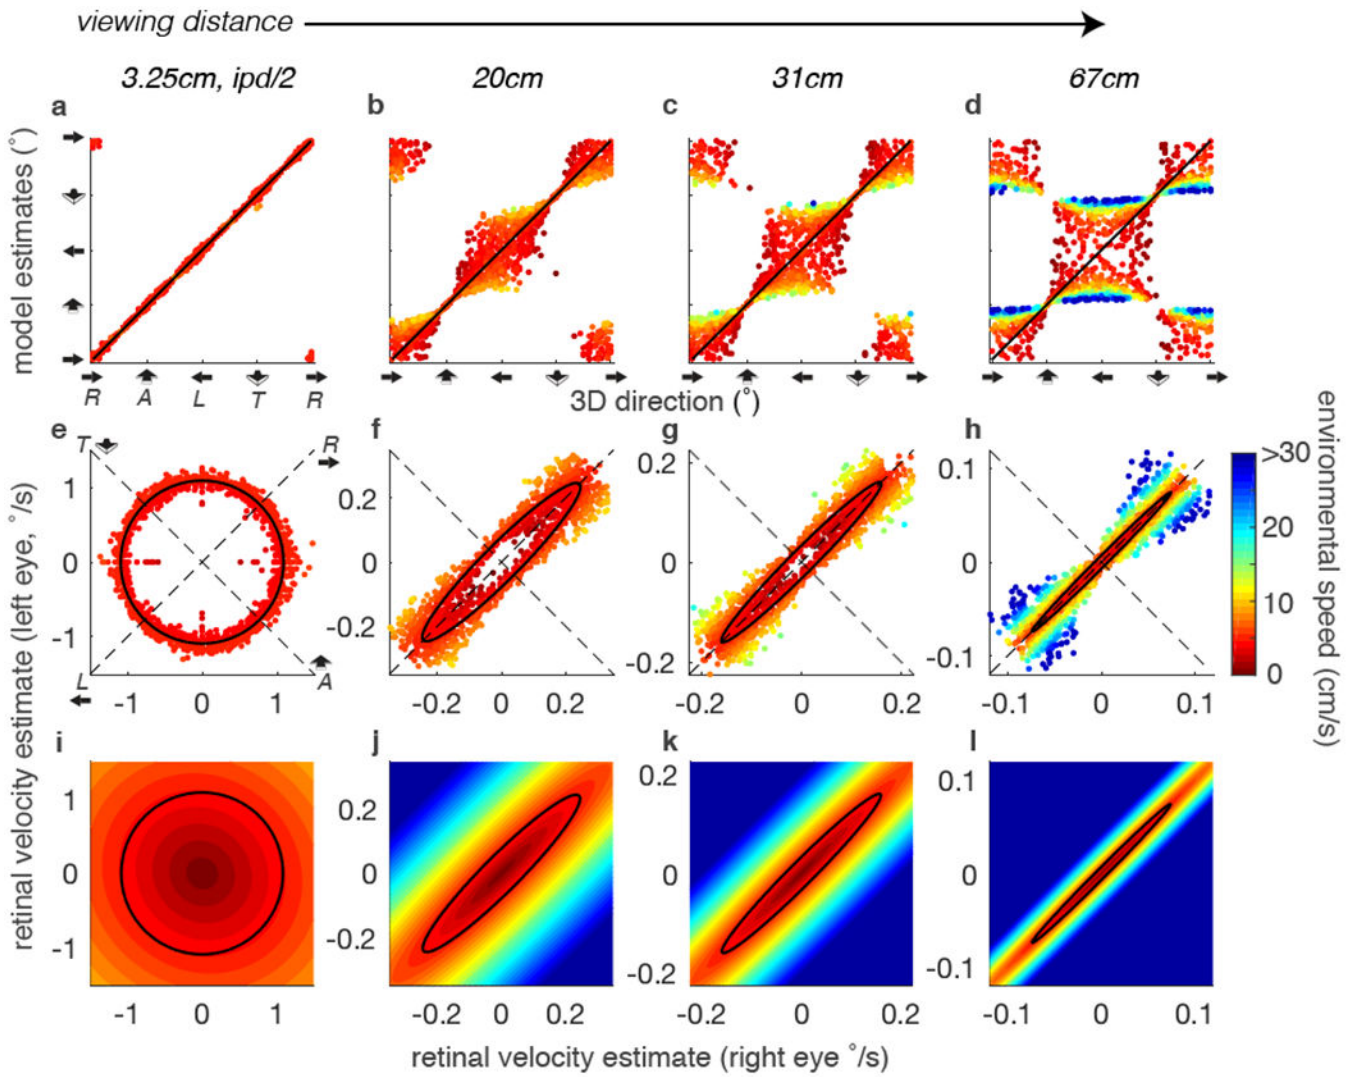 viewing distance
3.25cm, ipd/2 20cm 31cm 67cm
a b c d
model estimates (°)
R A L T R
3D direction (°)
e f g h
T R
L A
1 0 -1
0.2 0 -0.2
0.2 0 -0.2
0.1 0 -0.1
-1 0 1
-0.2 0 0.2
-0.2 0 0.2
-0.1 0 0.1
>30
20
10
0
environmental speed (cm/s)
retinal velocity estimate (left eye, °/s)
i j k l
1 0 -1
0.2 0 -0.2
0.2 0 -0.2
0.1 0 -0.1
-1 0 1
-0.2 0 0.2
-0.2 0 0.2
-0.1 0 0.1
retinal velocity estimate (right eye °/s)